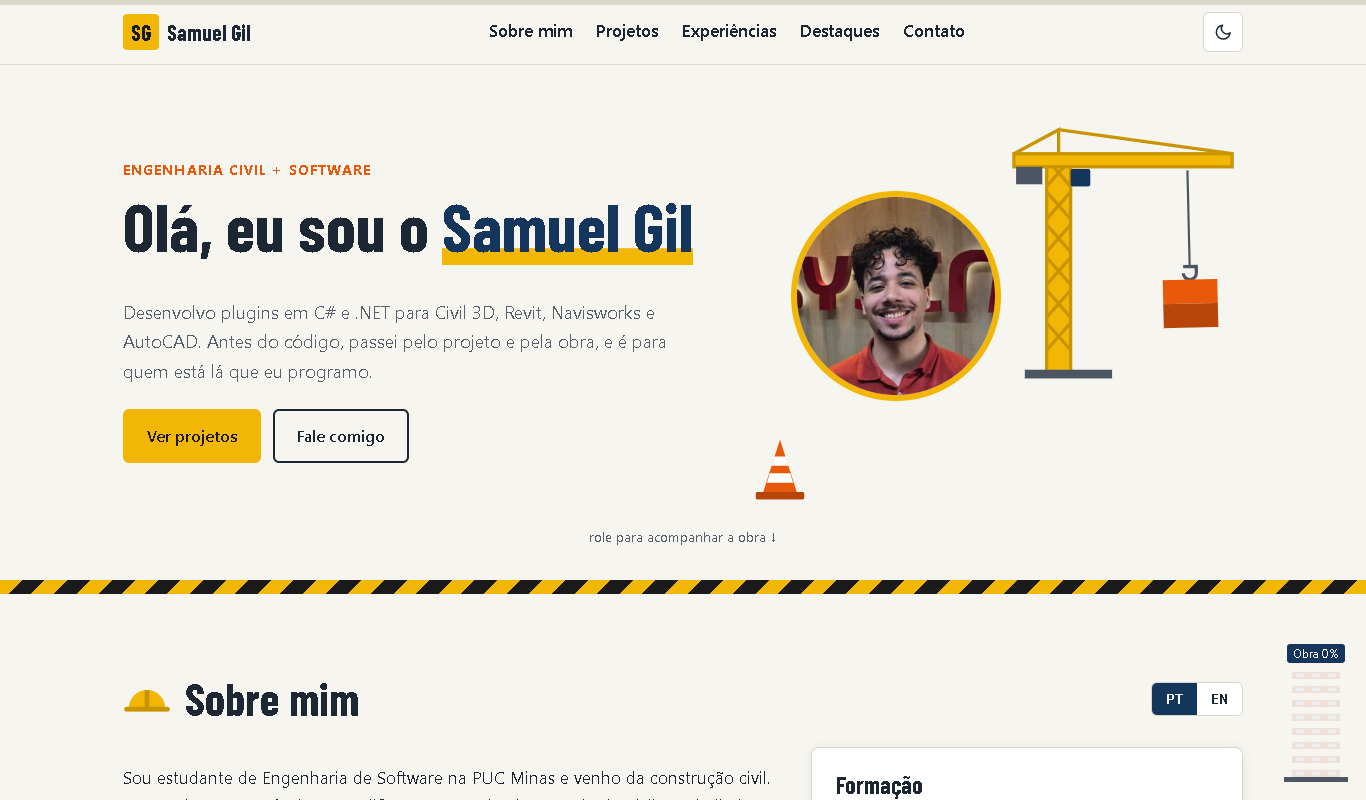 SG Samuel Gil
Sobre mim Projetos Experiências Destaques Contato
ENGENHARIA CIVIL + SOFTWARE
Olá, eu sou o Samuel Gil
Desenvolvo plugins em C# e .NET para Civil 3D, Revit, Navisworks e
AutoCAD. Antes do código, passei pelo projeto e pela obra, e é para
quem está lá que eu programo.
Ver projetos Fale comigo
role para acompanhar a obra ↓
Obra 0%
Sobre mim
PT EN
Sou estudante de Engenharia de Software na PUC Minas e venho da construção civil.
Formação